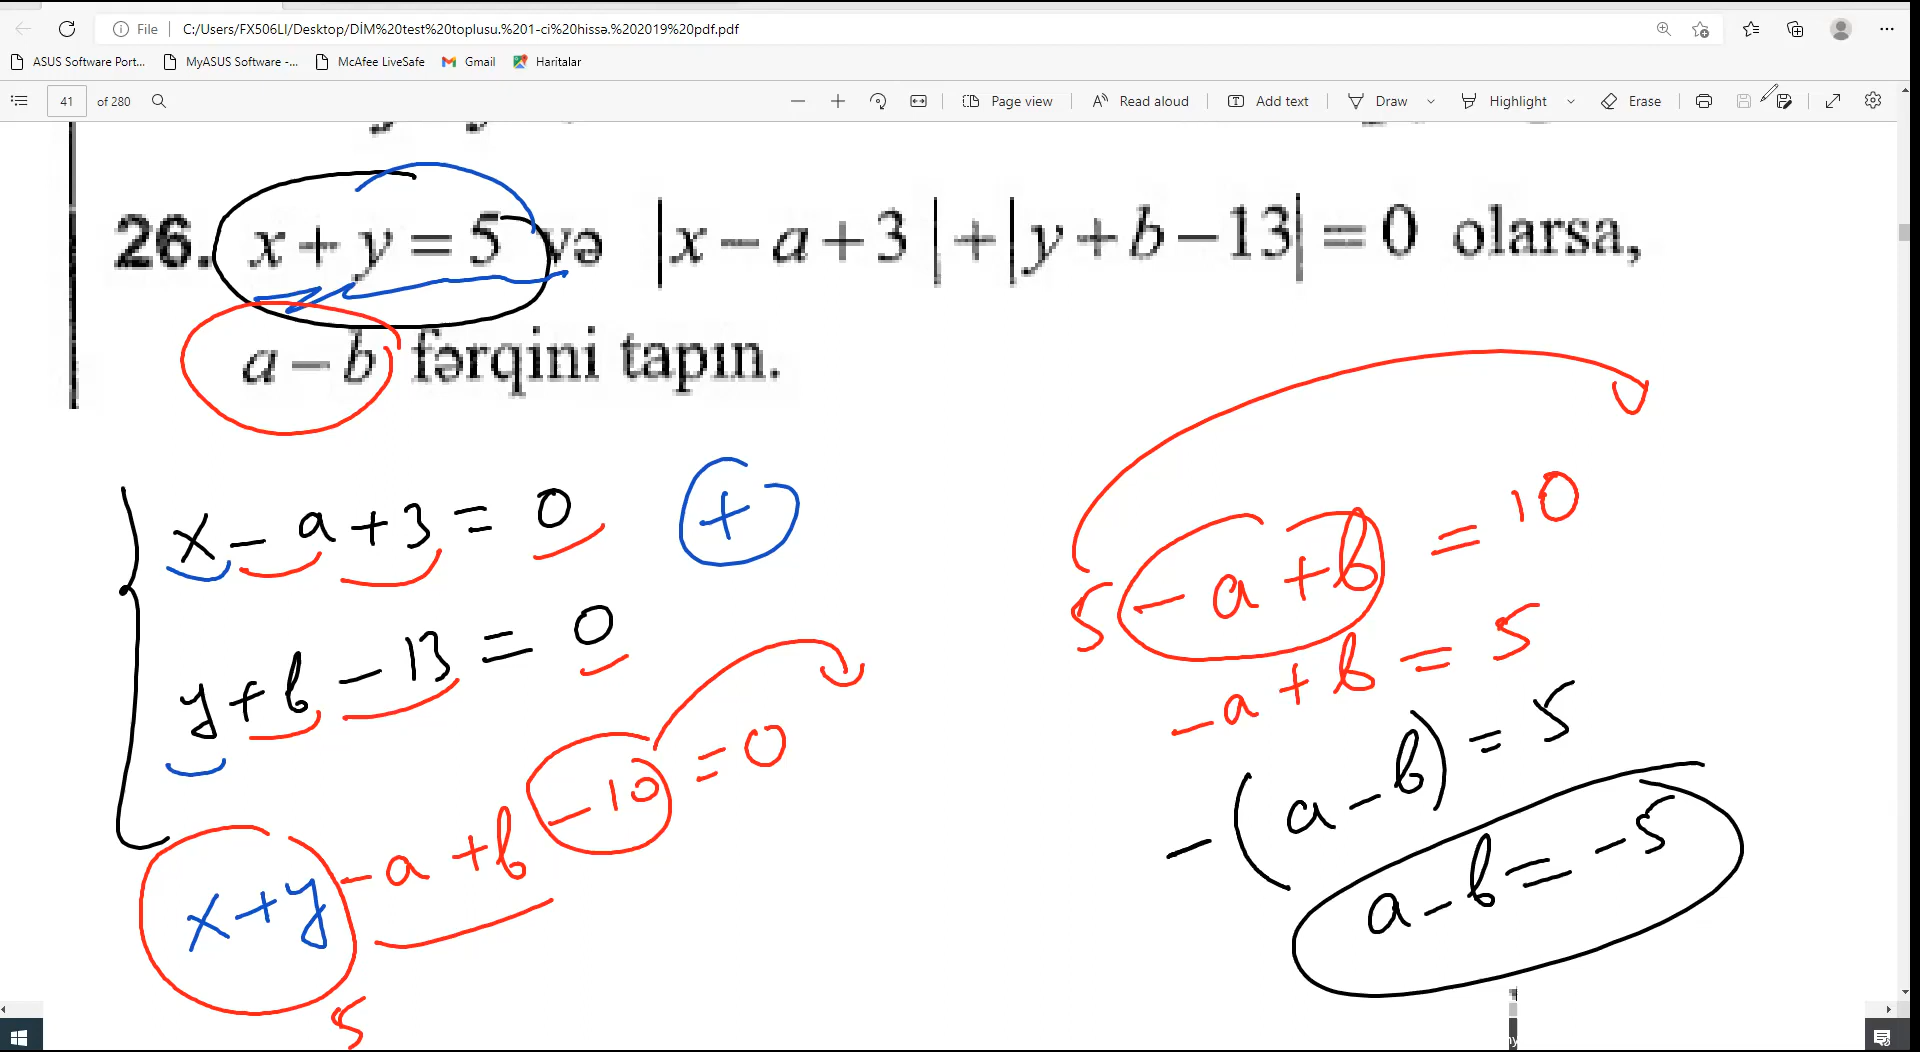 File C:/Users/FX506LI/Desktop/DİM%20test%20toplusu.%201-ci%20hissə.%202019%20pdf.pdf
ASUS Software Port... MyASUS Software -... McAfee LiveSafe Gmail Haritalar
41 of 280 Page view Read aloud Add text Draw Highlight Erase
26. x + y = 5 və |x − a + 3| + |y + b − 13| = 0 olarsa,
a − b fərqini tapın.
x − a + 3 = 0 +
y + b − 13 = 0
x + y − a + b − 10 = 0
5
5 − a + b = 10
− a + b = 5
− (a − b) = 5
a − b = −5